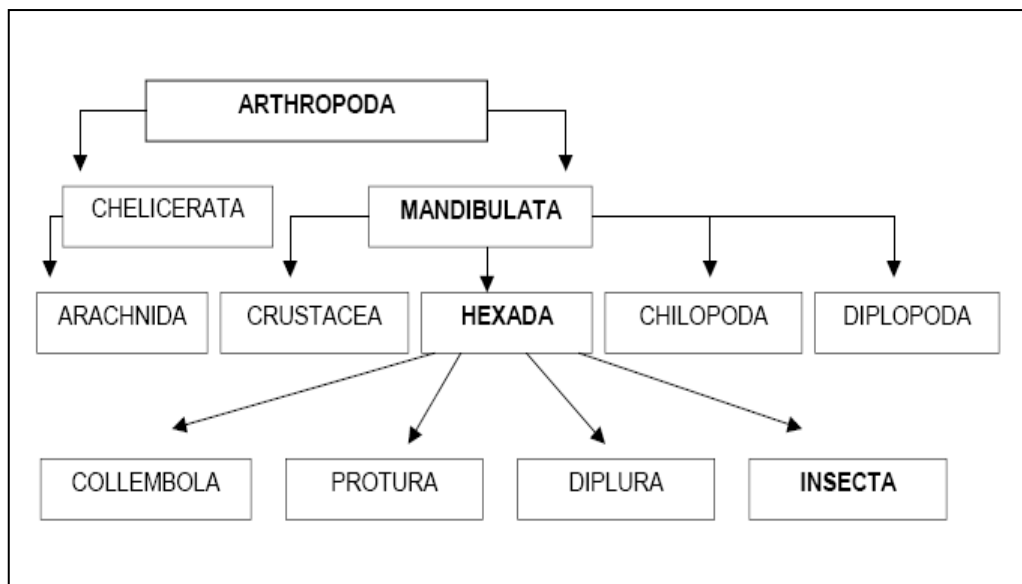 ARTHROPODA
CHELICERATA
MANDIBULATA
ARACHNIDA
CRUSTACEA
HEXADA
CHILOPODA
DIPLOPODA
COLLEMBOLA
PROTURA
DIPLURA
INSECTA